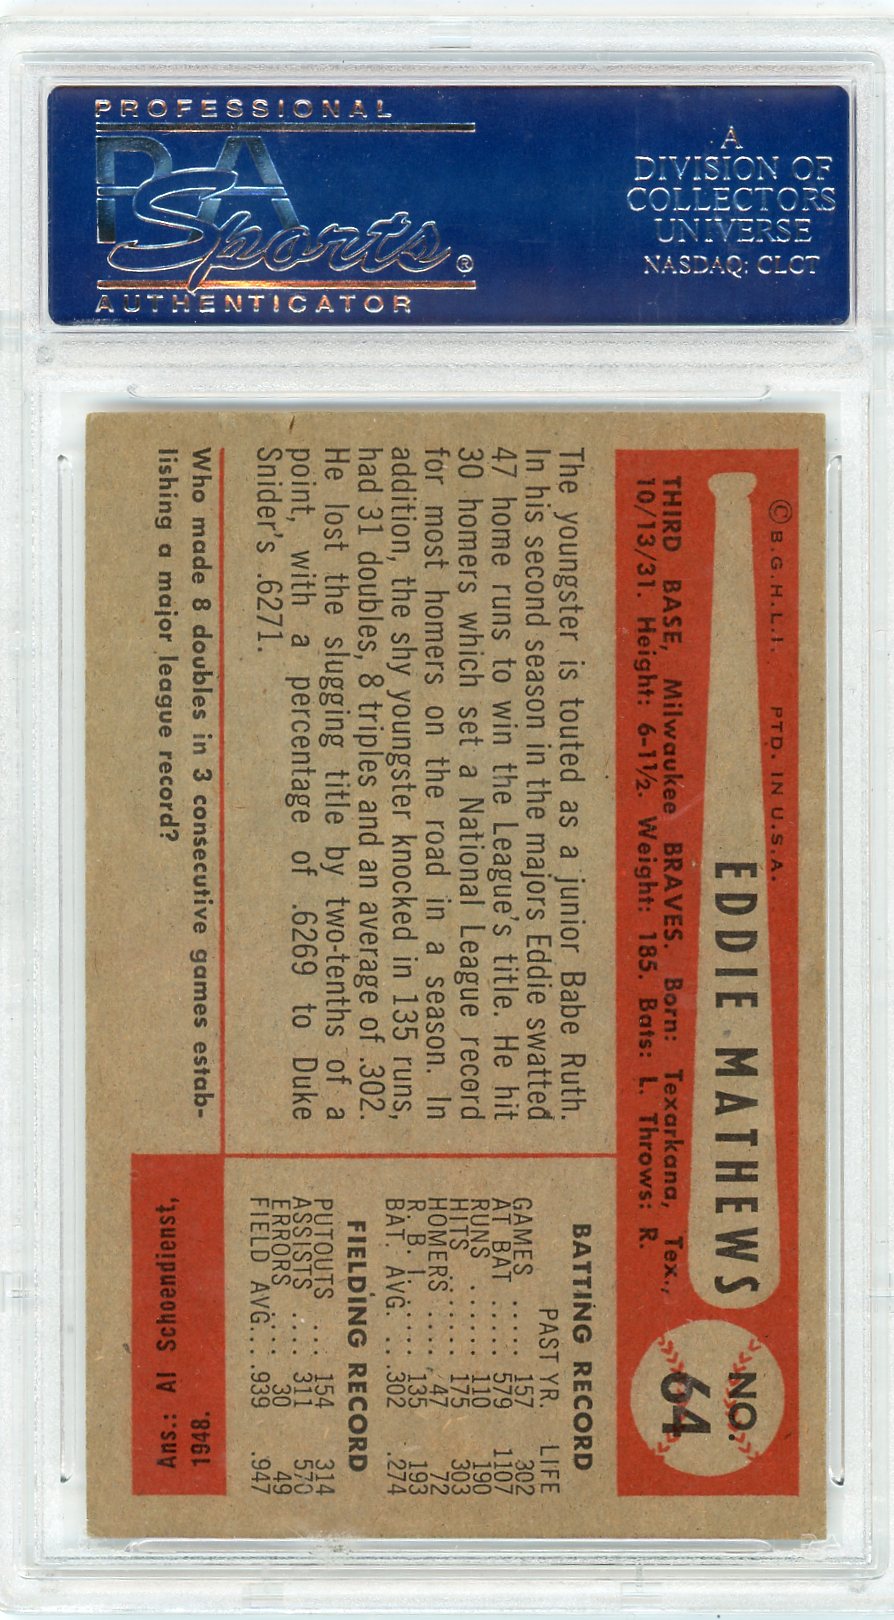 PROFESSIONAL
PSA
Sports®
AUTHENTICATOR
A
DIVISION OF
COLLECTORS
UNIVERSE
NASDAQ: CLCT
© B.G.H.L.I. PTD. IN U.S.A.
EDDIE MATHEWS
NO.
64
THIRD BASE, Milwaukee BRAVES. Born: Texarkana, Tex.,
10/13/31. Height: 6-1½. Weight: 185. Bats: L. Throws: R.
The youngster is touted as a junior Babe Ruth.
In his second season in the majors Eddie swatted
47 home runs to win the League's title. He hit
30 homers which set a National League record
for most homers on the road in a season. In
addition, the shy youngster knocked in 135 runs,
had 31 doubles, 8 triples and an average of .302.
He lost the slugging title by two-tenths of a
point, with a percentage of .6269 to Duke
Snider's .6271.
BATTING RECORD
PAST YR. LIFE
GAMES ..... 157 302
AT BAT ..... 579 1107
RUNS ...... 110 190
HITS ...... 175 303
HOMERS ..... 47 72
R. B. I. ..... 135 193
BAT. AVG. ... .302 .274
FIELDING RECORD
PUTOUTS ... 154 314
ASSISTS .... 311 570
ERRORS .... 30 49
FIELD AVG... .939 .947
Who made 8 doubles in 3 consecutive games estab-
lishing a major league record?
Ans.: Al Schoendienst,
1948.